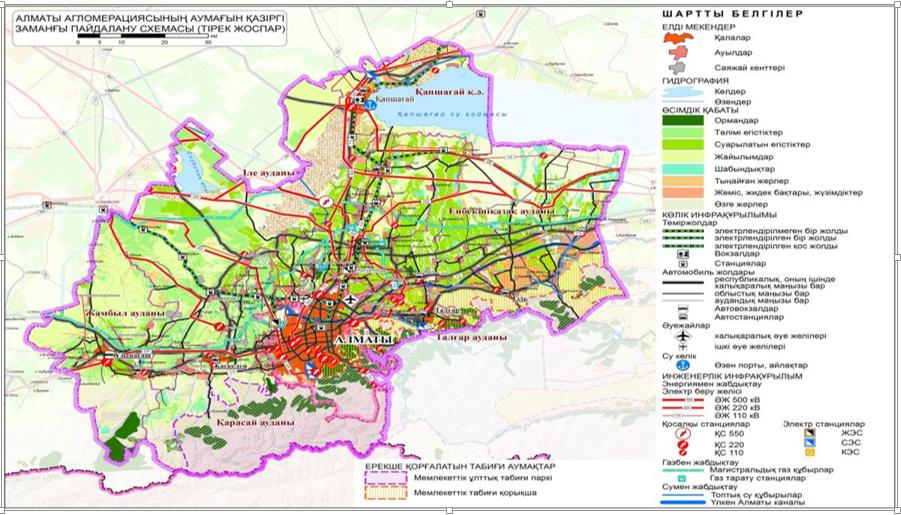 АЛМАТЫ АГЛОМЕРАЦИЯСЫНЫҢ АУМАҒЫН ҚАЗІРГІ
ЗАМАНҒЫ ПАЙДАЛАНУ СХЕМАСЫ (ТІРЕК ЖОСПАР)
10 5 0 10 20 30
км
Қапшағай қ.ә.
Қапшағай
Қапшағай су қоймасы
Іле ауданы
Еңбекшіқазақ ауданы
Жамбыл ауданы
Талғар
АЛМАТЫ
Талғар ауданы
Ұзынағаш
Қаскелең
Қарасай ауданы
ЕРЕКШЕ ҚОРҒАЛАТЫН ТАБИҒИ АУМАҚТАР
Мемлекеттік ұлттық табиғи паркі
Мемлекеттік табиғи қорықша
ШАРТТЫ БЕЛГІЛЕР
ЕЛДІ МЕКЕНДЕР
Қалалар
Ауылдар
Саяжай кенттері
ГИДРОГРАФИЯ
Көлдер
Өзендер
ӨСІМДІК ҚАБАТЫ
Ормандар
Тәлімі егістіктер
Суарылатын егістіктер
Жайылымдар
Шабындықтар
Тыңайған жерлер
Жеміс, жидек бақтары, жүзімдіктер
Өзге жерлер
КӨЛІК ИНФРАҚҰРЫЛЫМЫ
Теміржолдар
электрлендірілмеген бір жолды
электрлендірілген бір жолды
электрлендірілген қос жолды
Вокзалдар
Станциялар
Автомобиль жолдары
республикалық, оның ішінде
халықаралық маңызы бар
облыстық маңызы бар
аудандық маңызы бар
Автовокзалдар
Автостанциялар
Әуежайлар
халықаралық әуе желілері
ішкі әуе желілері
Су көлік
Өзен порты, айлақтар
ИНЖЕНЕРЛІК ИНФРАҚҰРЫЛЫМ
Энергиямен жабдықтау
Электр беру желісі
ӘЖ 500 кВ
ӘЖ 220 кВ
ӘЖ 110 кВ
Қосалқы станциялар Электр станциялар
ҚС 550 ЖЭС
ҚС 220 СЭС
ҚС 110 КЭС
Газбен жабдықтау
Магистральдық газ құбырлар
Газ тарату станциялар
Сумен жабдықтау
Топтық су құбырлар
Үлкен Алматы каналы